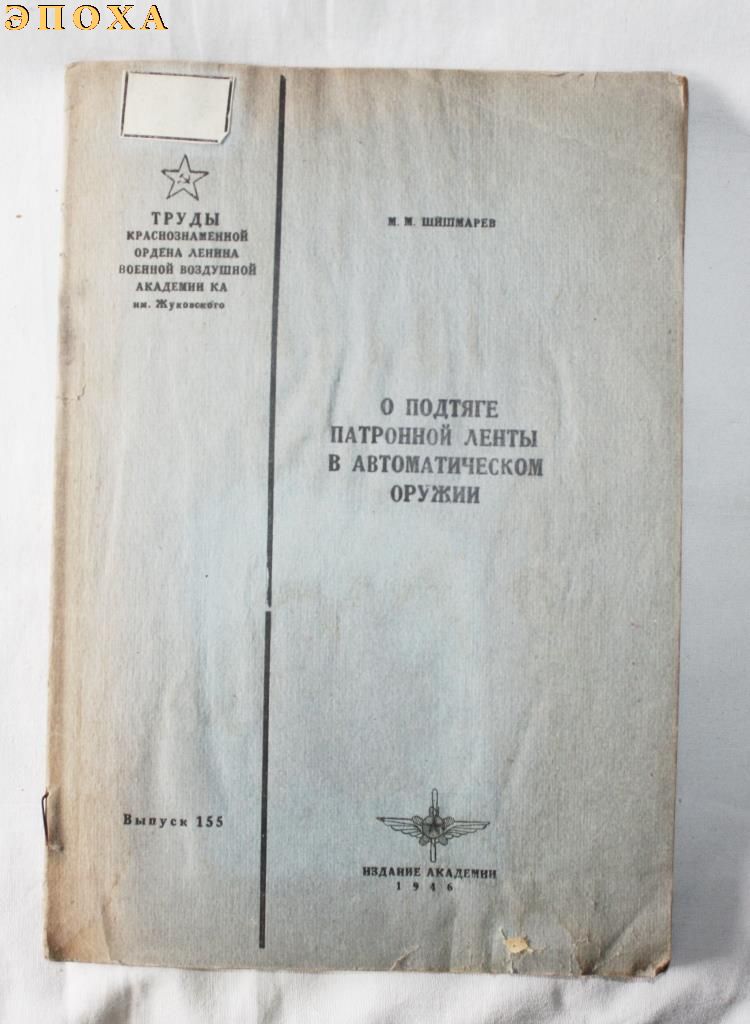 ЭПОХА
ТРУДЫ
КРАСНОЗНАМЕННОЙ
ОРДЕНА ЛЕНИНА
ВОЕННОЙ ВОЗДУШНОЙ
АКАДЕМИИ КА
им. Жуковского
М. М. ШИШМАРЕВ
О ПОДТЯГЕ
ПАТРОННОЙ ЛЕНТЫ
В АВТОМАТИЧЕСКОМ
ОРУЖИИ
Выпуск 155
ИЗДАНИЕ АКАДЕМИИ
1946